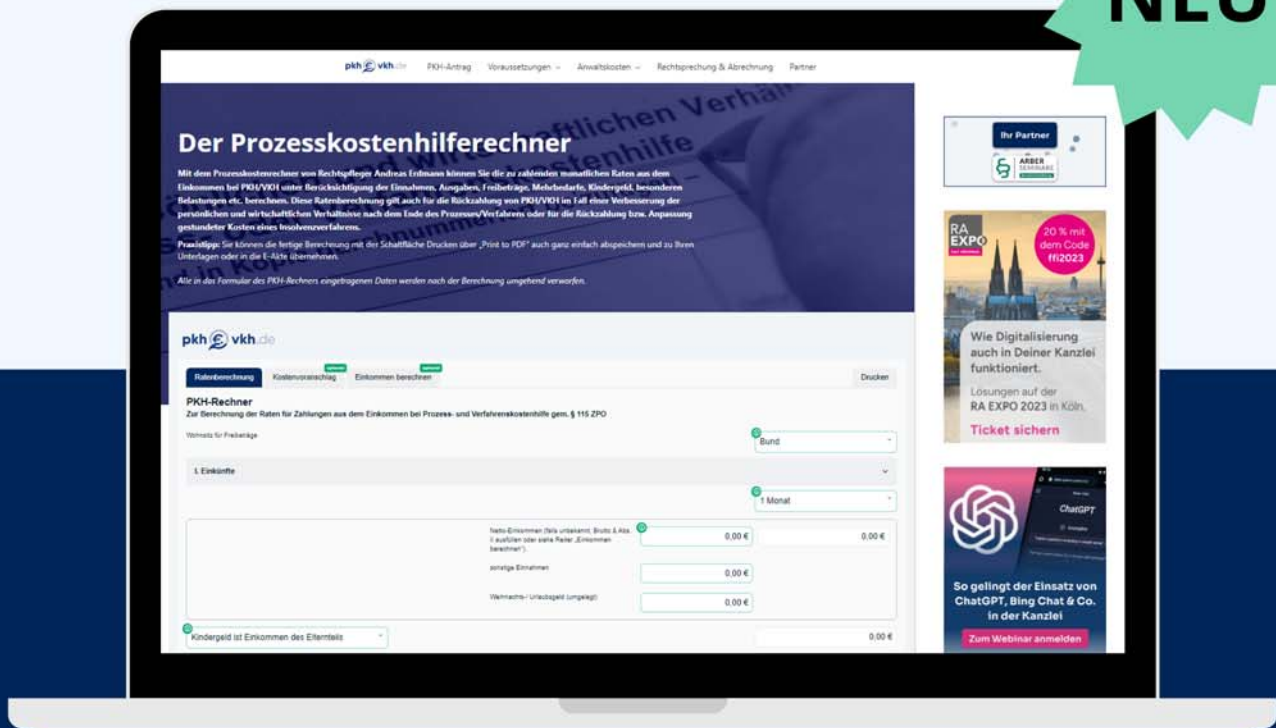 NEU
pkh vkh.de
PKH-Antrag
Voraussetzungen
Anwaltskosten
Rechtsprechung & Abrechnung
Partner
Der Prozesskostenhilferechner
Mit dem Prozesskostenrechner von Rechtspfleger Andreas Erdmann können Sie die zu zahlenden monatlichen Raten aus dem
Einkommen bei PKH/VKH unter Berücksichtigung der Einnahmen, Ausgaben, Freibeträge, Mehrbedarfe, Kindergeld, besonderen
Belastungen etc. berechnen. Diese Ratenberechnung gilt auch für die Rückzahlung von PKH/VKH im Fall einer Verbesserung der
persönlichen und wirtschaftlichen Verhältnisse nach dem Ende des Prozesses/Verfahrens oder für die Rückzahlung bzw. Anpassung
gestundeter Kosten eines Insolvenzverfahrens.
Praxistipp: Sie können die fertige Berechnung mit der Schaltfläche Drucken über „Print to PDF" auch ganz einfach abspeichern und zu Ihren
Unterlagen oder in die E-Akte übernehmen.
Alle in das Formular des PKH-Rechners eingetragenen Daten werden nach der Berechnung umgehend verworfen.
pkh vkh.de
Ratenberechnung
Kostenvoranschlag
Einkommen berechnen
Drucken
PKH-Rechner
Zur Berechnung der Raten für Zahlungen aus dem Einkommen bei Prozess- und Verfahrenskostenhilfe gem. § 115 ZPO
Wohnsitz für Freibeträge
Bund
I. Einkünfte
1 Monat
Netto-Einkommen (falls unbekannt, Brutto & Abs.
II ausfüllen oder siehe Reiter „Einkommen
berechnen").
0,00 €
0,00 €
sonstige Einnahmen
0,00 €
Weihnachts-/ Urlaubsgeld (umgelegt)
0,00 €
Kindergeld ist Einkommen des Elternteils
0,00 €
Ihr Partner
ARBER
SEMINARE
RA
EXPO
20 % mit
dem Code
ffi2023
Wie Digitalisierung
auch in Deiner Kanzlei
funktioniert.
Lösungen auf der
RA EXPO 2023 in Köln.
Ticket sichern
ChatGPT
So gelingt der Einsatz von
ChatGPT, Bing Chat & Co.
in der Kanzlei
Zum Webinar anmelden